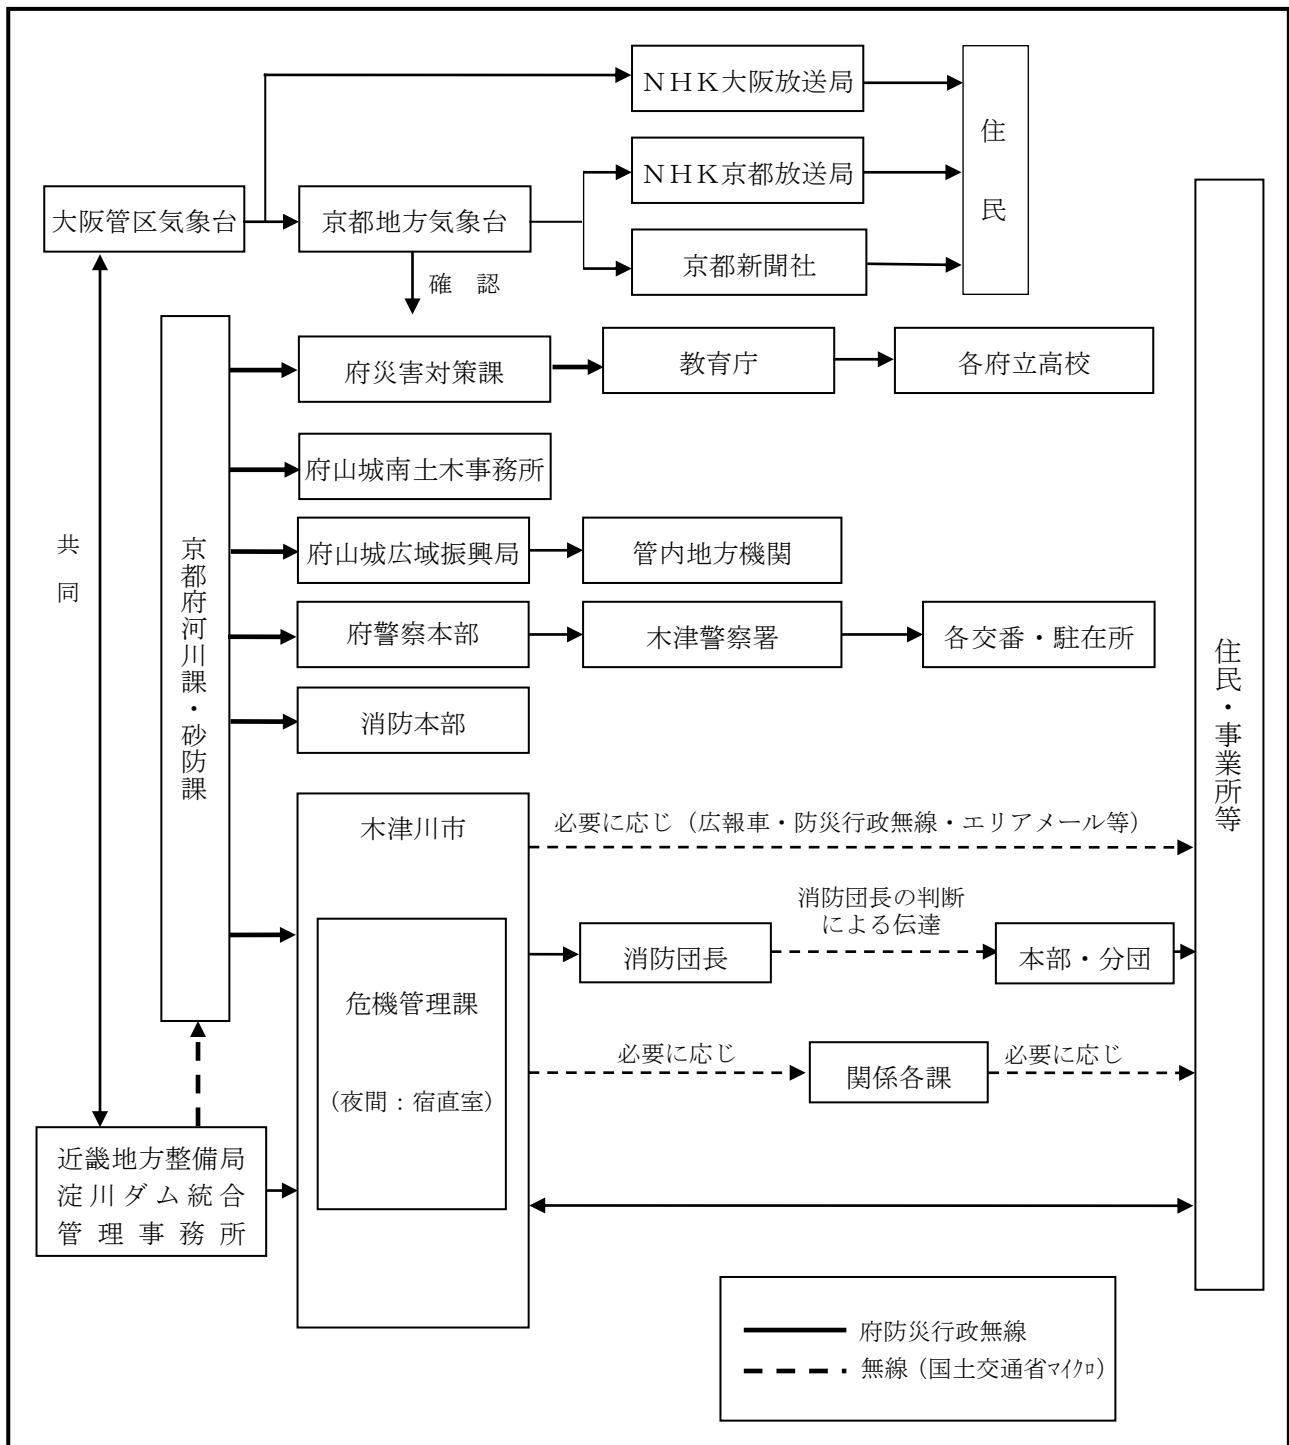 ＮＨＫ大阪放送局
住民
ＮＨＫ京都放送局
大阪管区気象台
京都地方気象台
京都新聞社
確　認
府災害対策課
教育庁
各府立高校
府山城南土木事務所
共同
京都府河川課・砂防課
府山城広域振興局
管内地方機関
府警察本部
木津警察署
各交番・駐在所
住民・事業所等
消防本部
木津川市
必要に応じ（広報車・防災行政無線・エリアメール等）
消防団長の判断
による伝達
消防団長
本部・分団
危機管理課
（夜間：宿直室）
必要に応じ
関係各課
必要に応じ
近畿地方整備局
淀川ダム統合
管理事務所
府防災行政無線
無線（国土交通省ﾏｲｸﾛ）